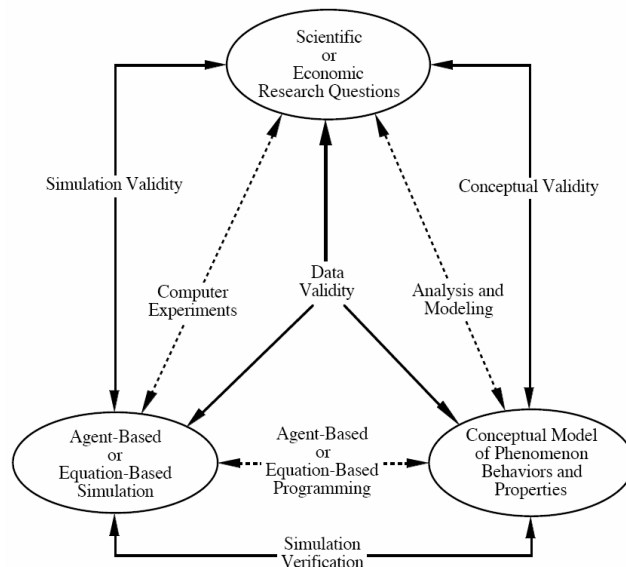 Scientific
or
Economic
Research Questions
Simulation Validity
Conceptual Validity
Data
Validity
Computer
Experiments
Analysis and
Modeling
Agent-Based
or
Equation-Based
Simulation
Agent-Based
or
Equation-Based
Programming
Conceptual Model
of Phenomenon
Behaviors and
Properties
Simulation
Verification